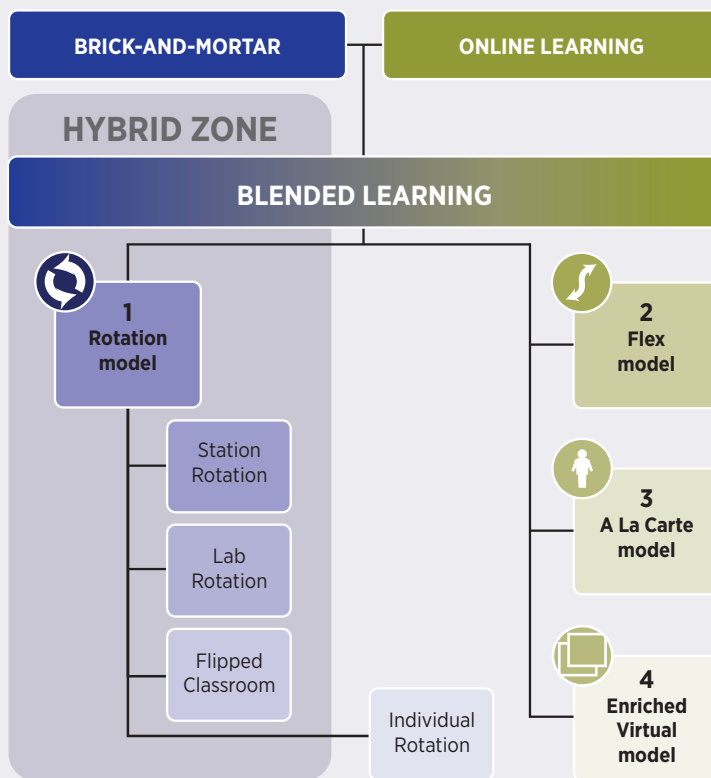 BRICK-AND-MORTAR
ONLINE LEARNING
HYBRID ZONE
BLENDED LEARNING
1
Rotation
model
Station
Rotation
Lab
Rotation
Flipped
Classroom
Individual
Rotation
2
Flex
model
3
A La Carte
model
4
Enriched
Virtual
model